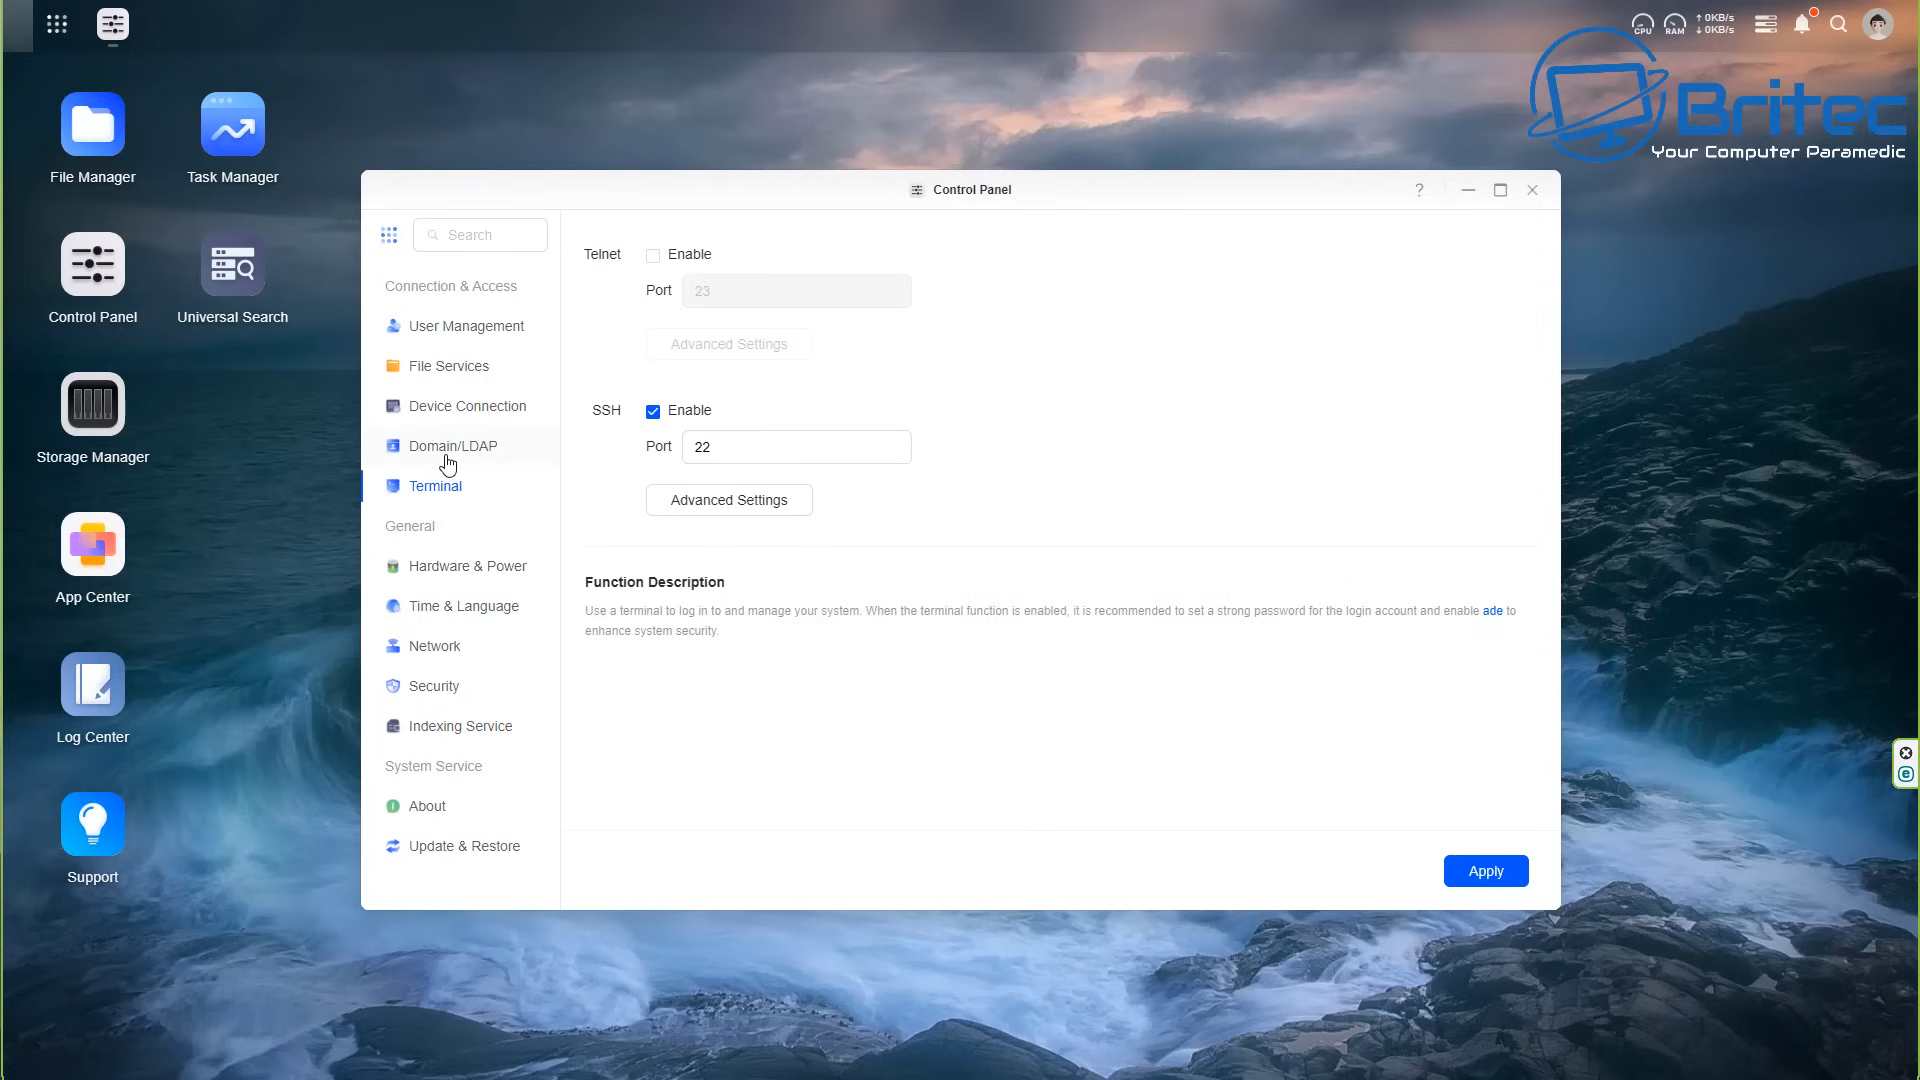 CPU
RAM
↑ 0KB/s
↓ 0KB/s
Britec
Your Computer Paramedic
File Manager
Task Manager
Control Panel
Universal Search
Storage Manager
App Center
Log Center
Support
Control Panel
?
Search
Connection & Access
User Management
File Services
Device Connection
Domain/LDAP
Terminal
General
Hardware & Power
Time & Language
Network
Security
Indexing Service
System Service
About
Update & Restore
Telnet
Enable
Port
23
Advanced Settings
SSH
Enable
Port
22
Advanced Settings
Function Description
Use a terminal to log in to and manage your system. When the terminal function is enabled, it is recommended to set a strong password for the login account and enable ade to
enhance system security.
Apply